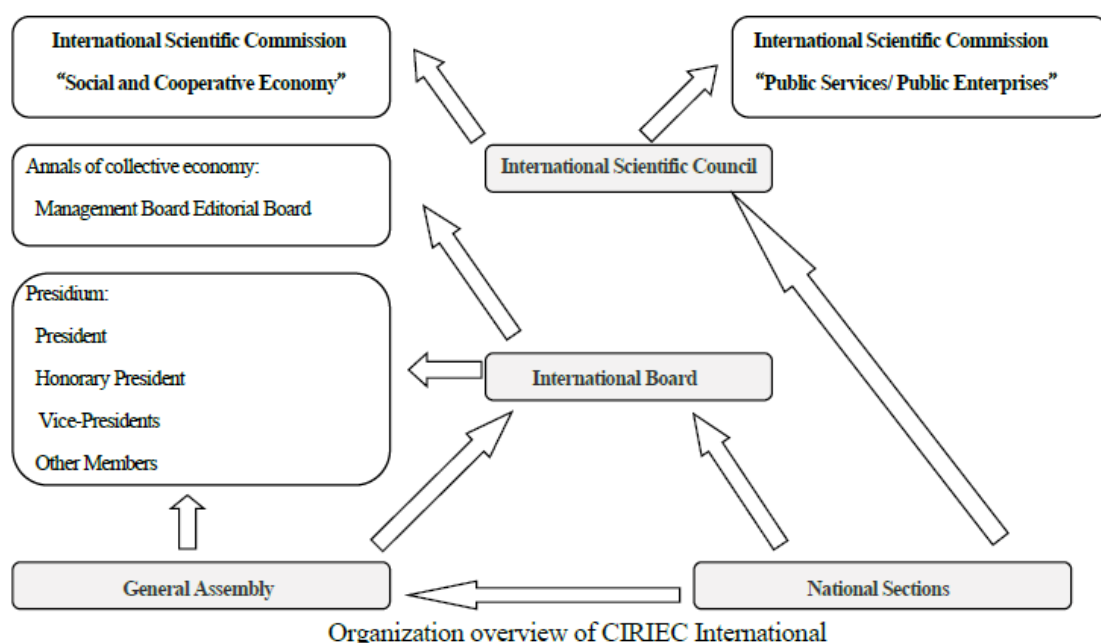 International Scientific Commission
“Social and Cooperative Economy”
International Scientific Commission
“Public Services/ Public Enterprises”
Annals of collective economy:
Management Board Editorial Board
International Scientific Council
Presidium:
President
Honorary President
Vice-Presidents
Other Members
International Board
General Assembly
National Sections
Organization overview of CIRIEC International